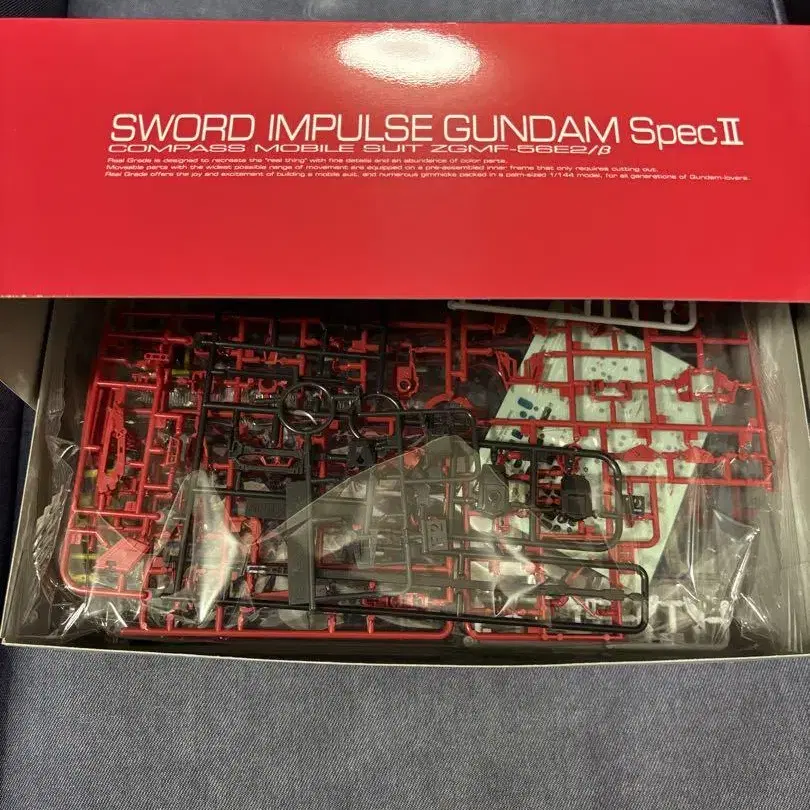 SWORD IMPULSE GUNDAM Spec II
COMPASS MOBILE SUIT ZGMF-56E2/β
Real Grade is designed to recreate the "real thing" with fine details and an abundance of color parts.
Moveable parts with the widest possible range of movement are equipped on a pre-assembled inner frame that only requires cutting out.
Real Grade offers the joy and excitement of building a mobile suit, and numerous gimmicks packed in a palm-sized 1/144 model, for all generations of Gundam-lovers.